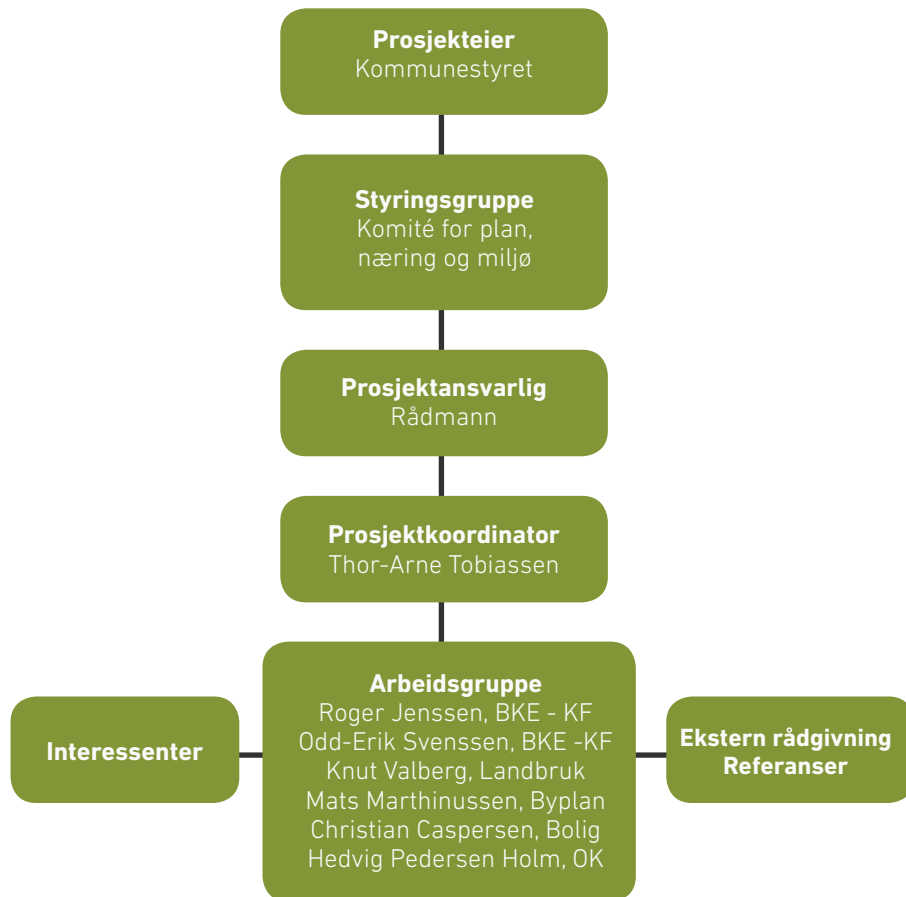 Prosjekteier
Kommunestyret
Styringsgruppe
Komité for plan,
næring og miljø
Prosjektansvarlig
Rådmann
Prosjektkoordinator
Thor-Arne Tobiassen
Arbeidsgruppe
Roger Jenssen, BKE - KF
Odd-Erik Svenssen, BKE -KF
Knut Valberg, Landbruk
Mats Marthinussen, Byplan
Christian Caspersen, Bolig
Hedvig Pedersen Holm, OK
Interessenter
Ekstern rådgivning
Referanser